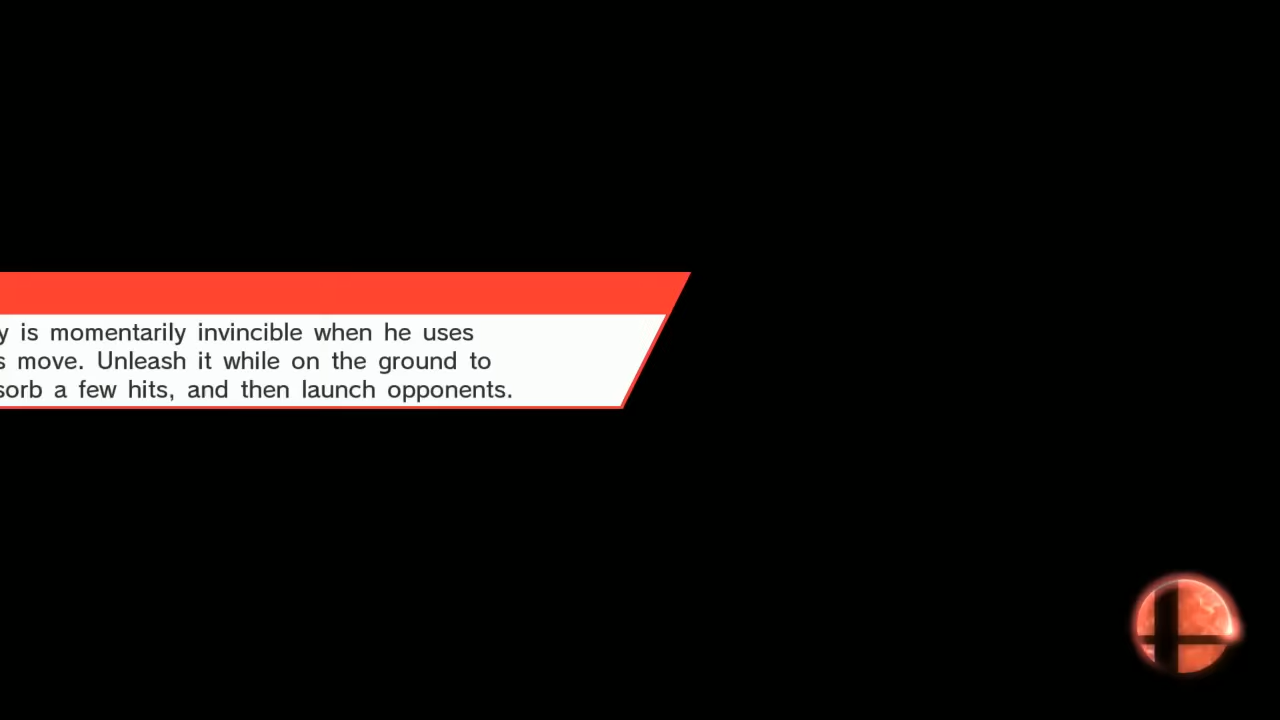 y is momentarily invincible when he uses
s move. Unleash it while on the ground to
sorb a few hits, and then launch opponents.